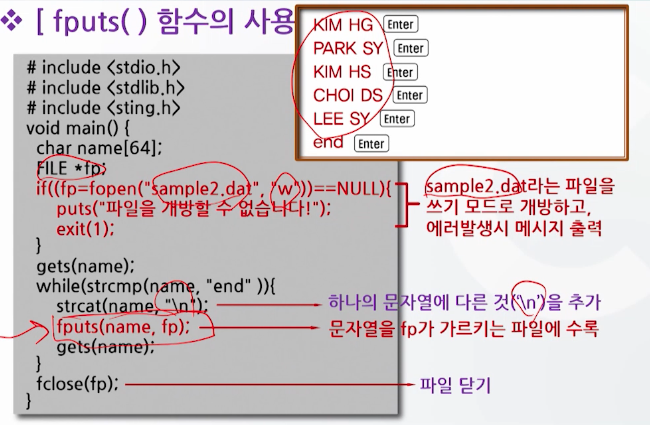 ❖ [ fputs( ) 함수의 사용
KIM HG Enter
PARK SY Enter
KIM HS Enter
CHOI DS Enter
LEE SY Enter
end Enter
# include <stdio.h>
# include <stdlib.h>
# include <sting.h>
void main() {
char name[64];
FILE *fp;
if((fp=fopen("sample2.dat", "w"))==NULL){
puts("파일을 개방할 수 없습니다!");
exit(1);
}
sample2.dat라는 파일을
쓰기 모드로 개방하고,
에러발생시 메시지 출력
gets(name);
while(strcmp(name, "end" )){
strcat(name, "\n");
하나의 문자열에 다른 것('\n')을 추가
fputs(name, fp);
문자열을 fp가 가르키는 파일에 수록
gets(name);
}
fclose(fp);
파일 닫기
}